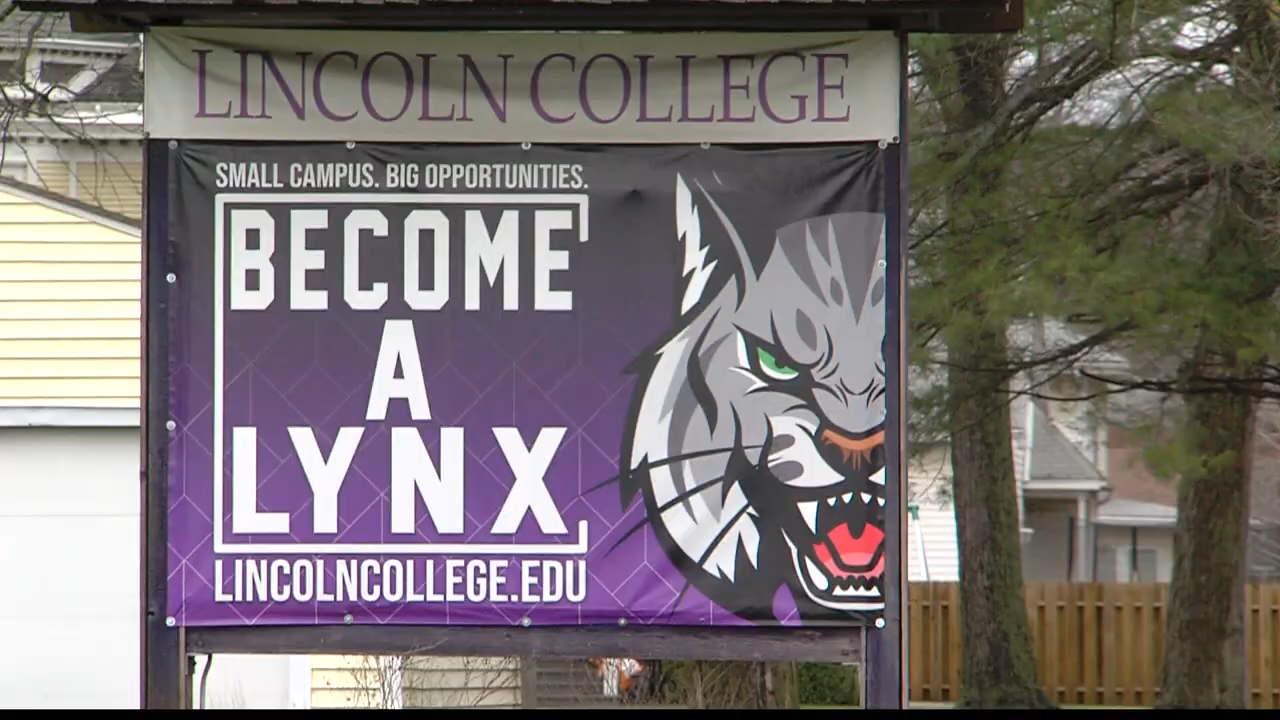 LINCOLN COLLEGE
SMALL CAMPUS. BIG OPPORTUNITIES.
BECOME
A
LYNX
LINCOLNCOLLEGE.EDU